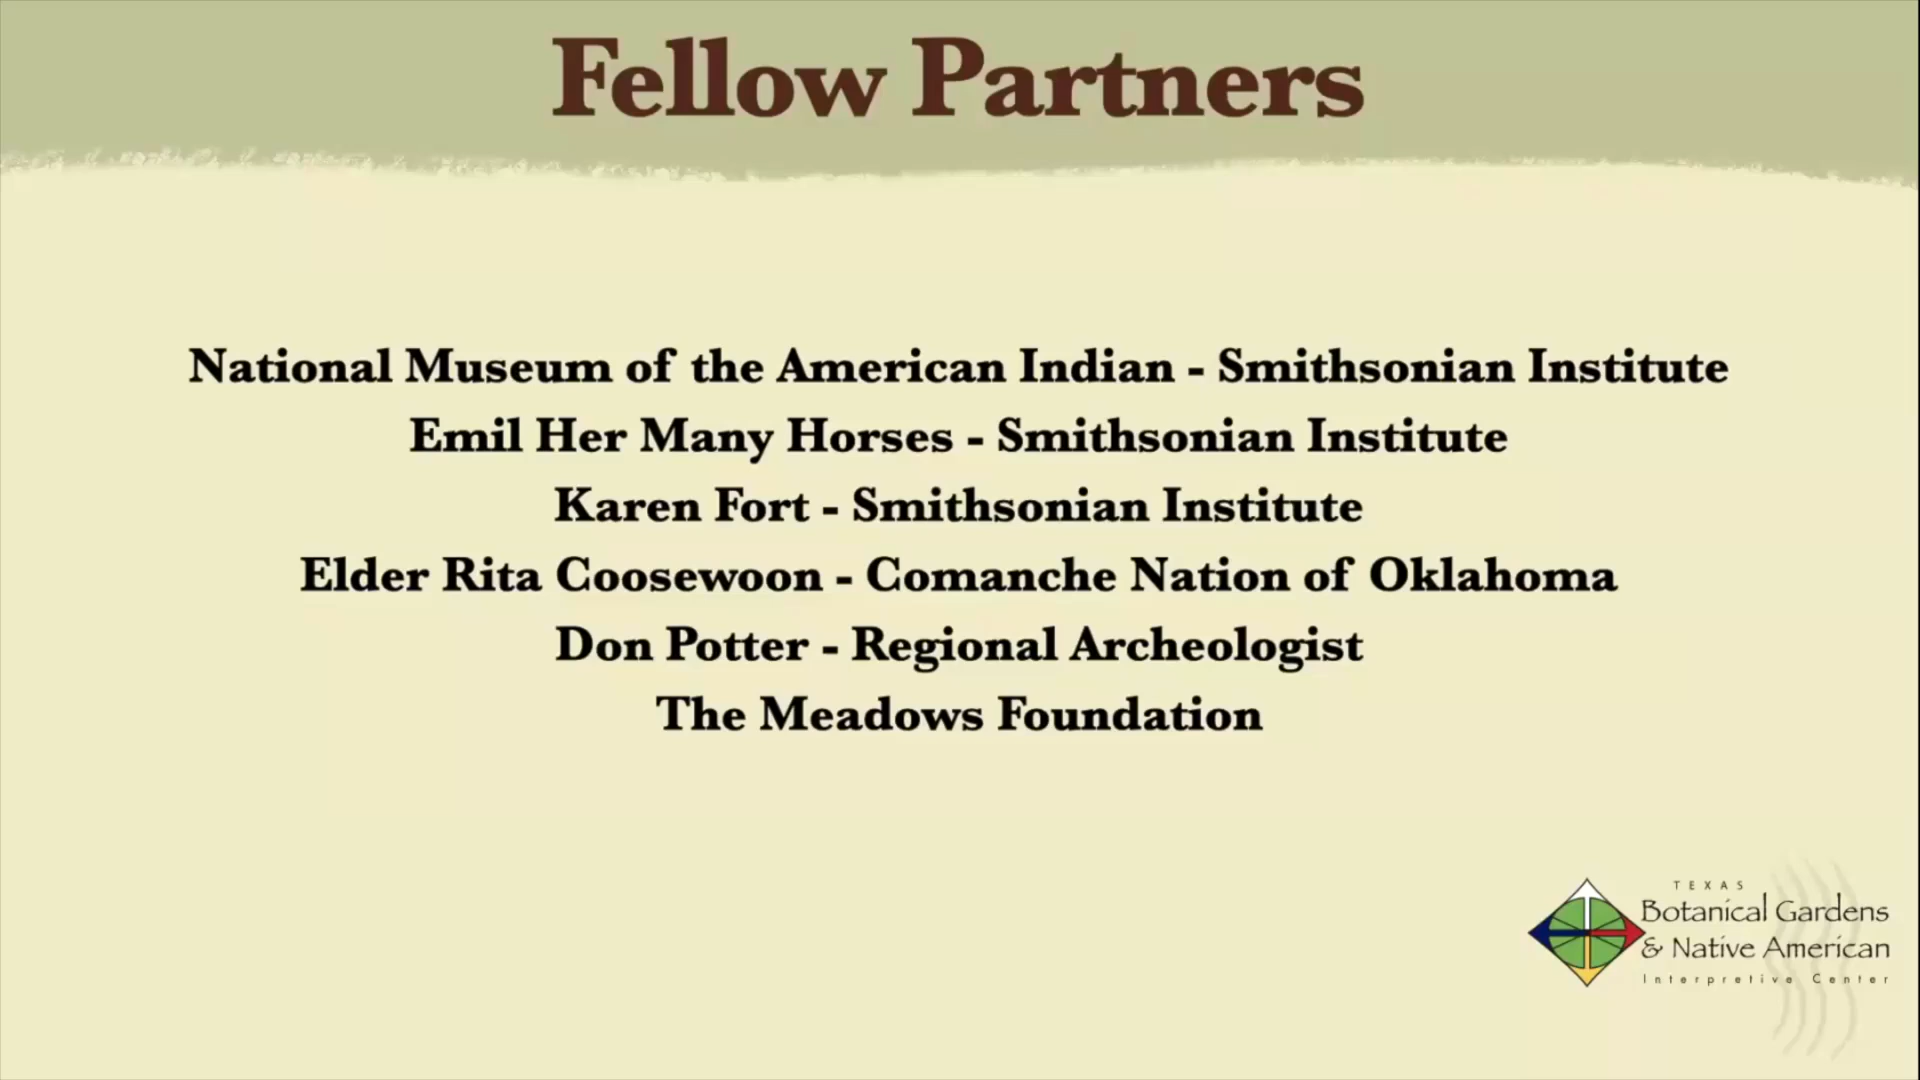 Fellow Partners
National Museum of the American Indian - Smithsonian Institute
Emil Her Many Horses - Smithsonian Institute
Karen Fort - Smithsonian Institute
Elder Rita Coosewoon - Comanche Nation of Oklahoma
Don Potter - Regional Archeologist
The Meadows Foundation
TEXAS
Botanical Gardens
& Native American
Interpretive Center